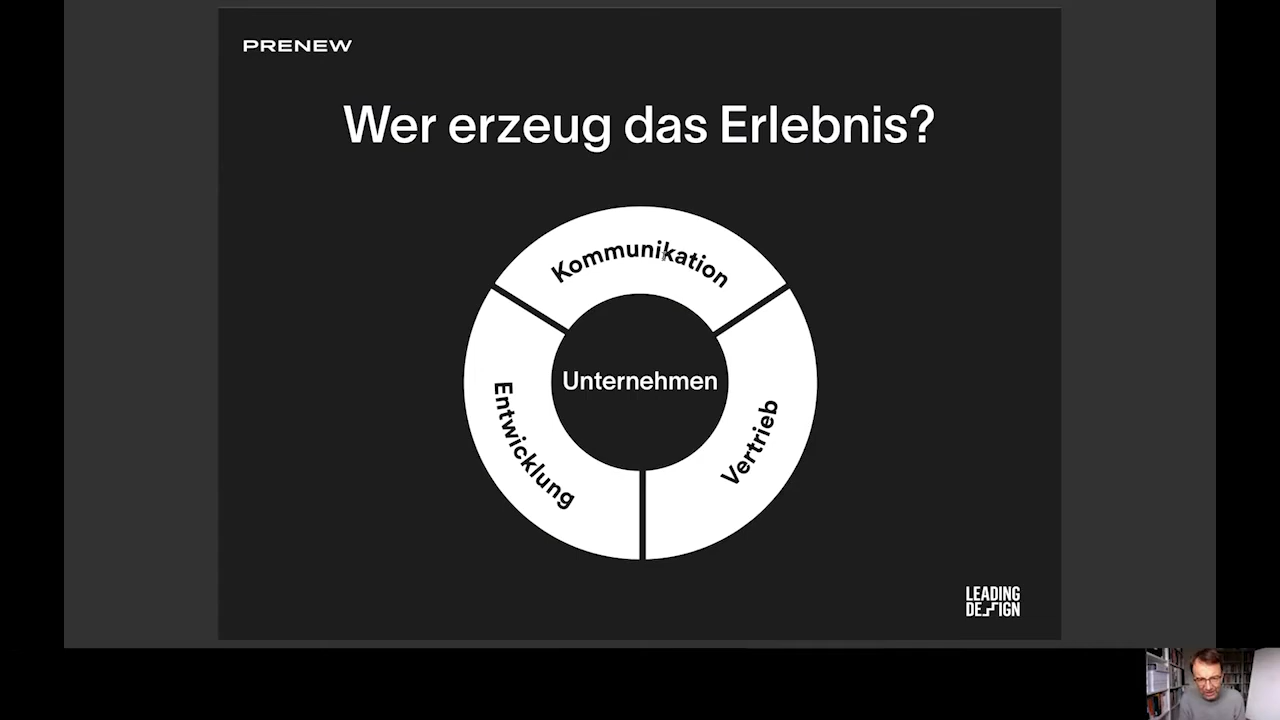 PRENEW
Wer erzeug das Erlebnis?
Kommunikation
Unternehmen
Entwicklung
Vertrieb
LEADING
DESIGN